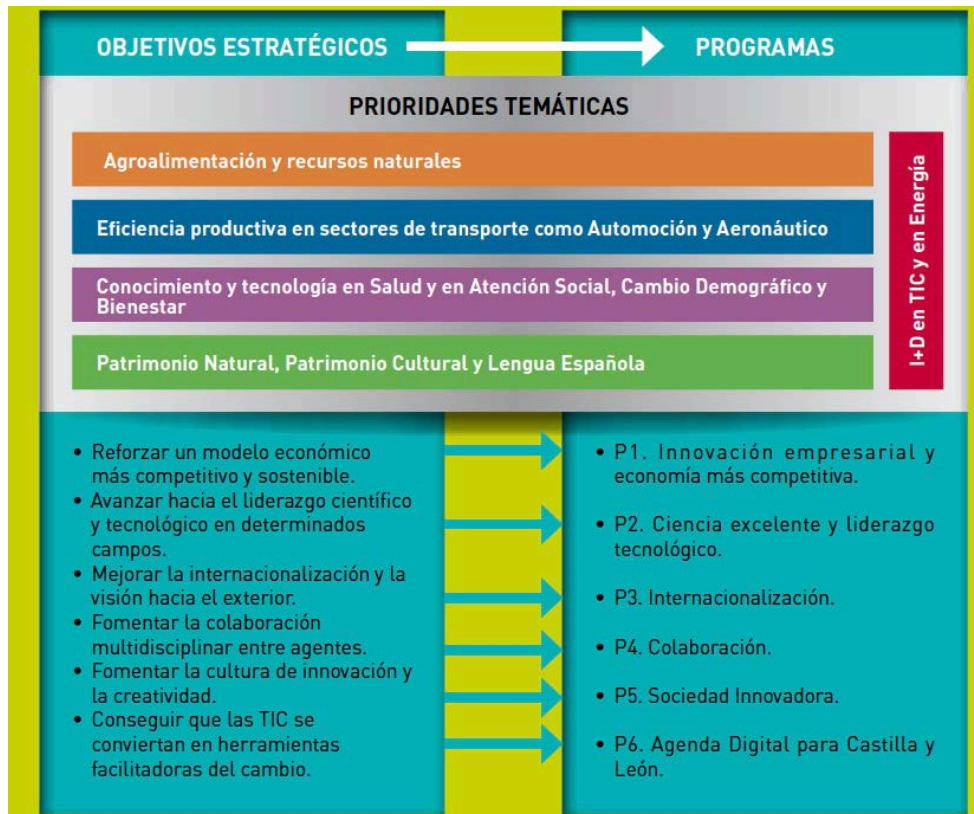 OBJETIVOS ESTRATÉGICOS
PROGRAMAS
PRIORIDADES TEMÁTICAS
Agroalimentación y recursos naturales
Eficiencia productiva en sectores de transporte como Automoción y Aeronáutico
Conocimiento y tecnología en Salud y en Atención Social, Cambio Demográfico y
Bienestar
Patrimonio Natural, Patrimonio Cultural y Lengua Española
I+D en TIC y en Energía
• Reforzar un modelo económico
más competitivo y sostenible.
• Avanzar hacia el liderazgo científico
y tecnológico en determinados
campos.
• Mejorar la internacionalización y la
visión hacia el exterior.
• Fomentar la colaboración
multidisciplinar entre agentes.
• Fomentar la cultura de innovación y
la creatividad.
• Conseguir que las TIC se
conviertan en herramientas
facilitadoras del cambio.
• P1. Innovación empresarial y
economía más competitiva.
• P2. Ciencia excelente y liderazgo
tecnológico.
• P3. Internacionalización.
• P4. Colaboración.
• P5. Sociedad Innovadora.
• P6. Agenda Digital para Castilla y
León.